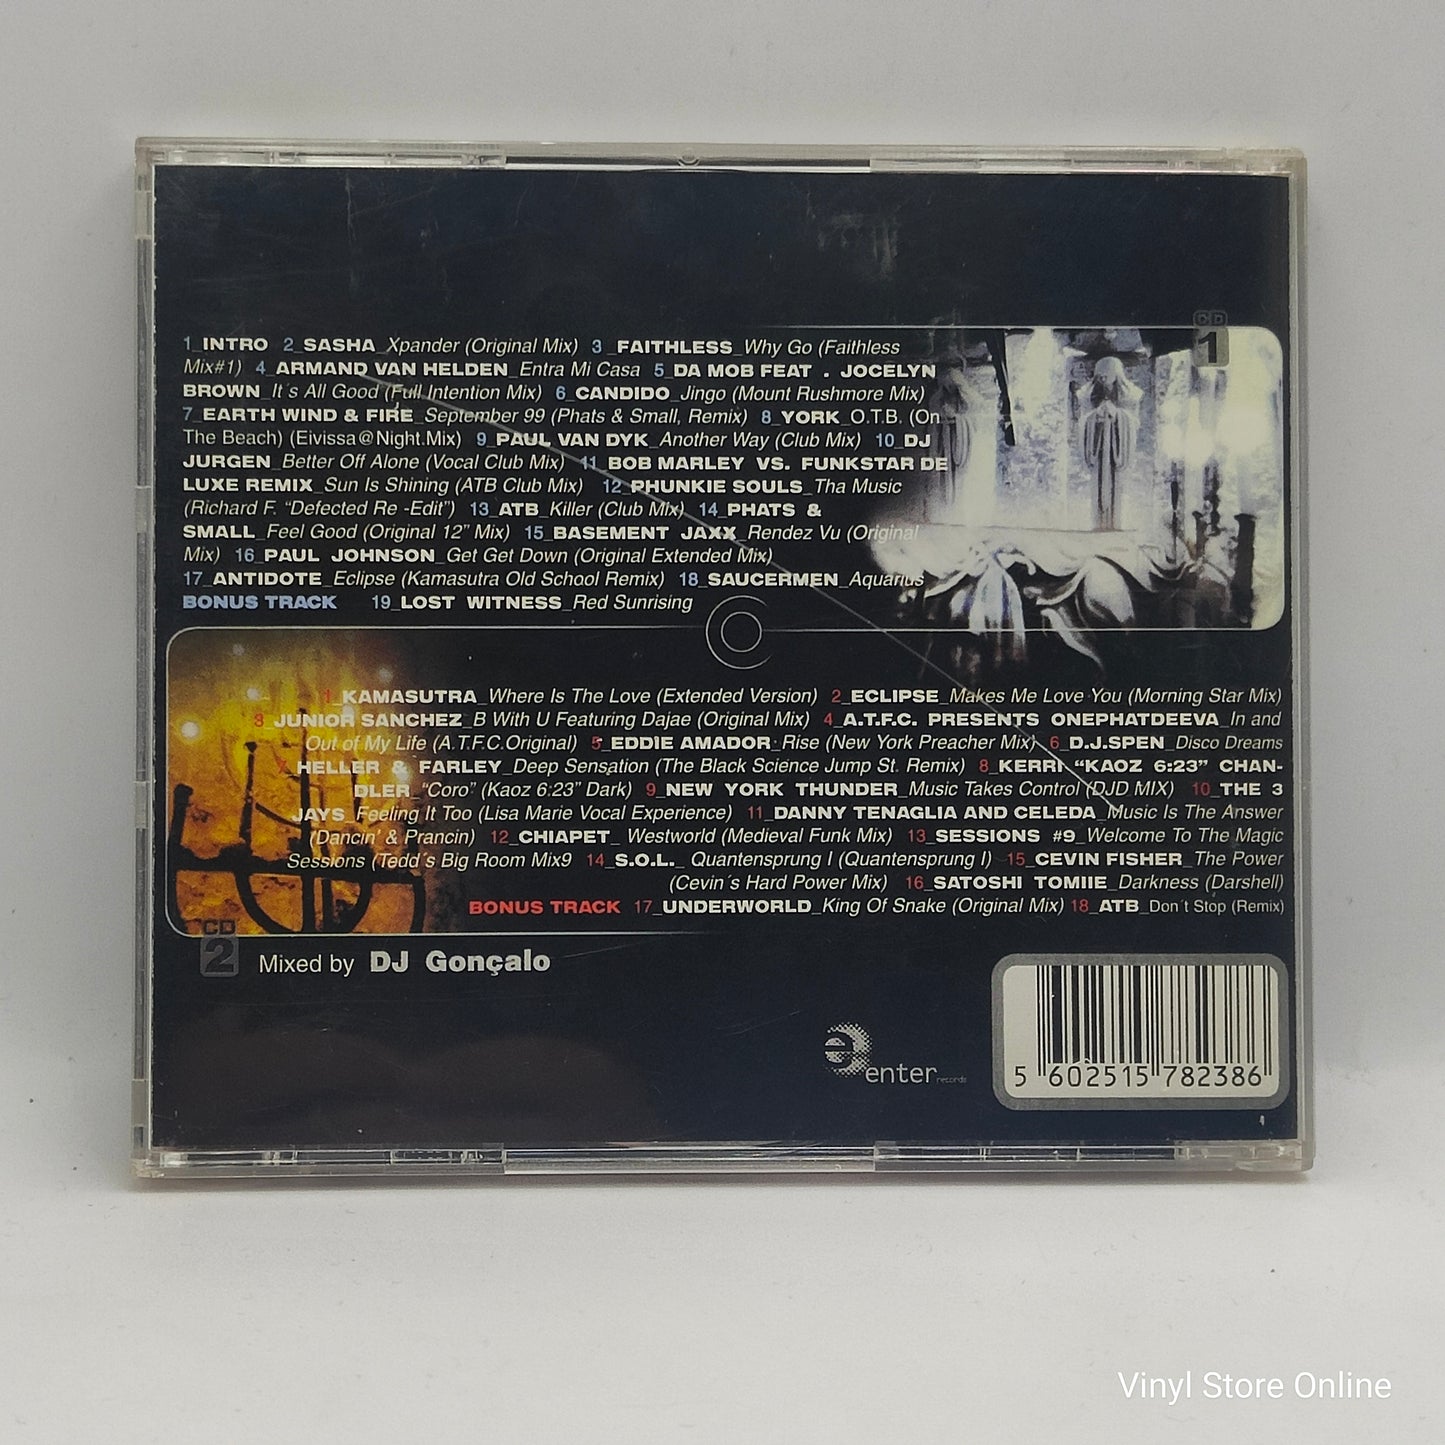 CD
1
1_INTRO 2_SASHA_Xpander (Original Mix) 3_FAITHLESS_Why Go (Faithless
Mix#1) 4_ARMAND VAN HELDEN_Entra Mi Casa 5_DA MOB FEAT . JOCELYN
BROWN_It´s All Good (Full Intention Mix) 6_CANDIDO_Jingo (Mount Rushmore Mix)
7_EARTH WIND & FIRE_September 99 (Phats & Small, Remix) 8_YORK_O.T.B. (On
The Beach) (Eivissa@Night.Mix) 9_PAUL VAN DYK_Another Way (Club Mix) 10_DJ
JURGEN_Better Off Alone (Vocal Club Mix) 11_BOB MARLEY VS. FUNKSTAR DE
LUXE REMIX_Sun Is Shining (ATB Club Mix) 12_PHUNKIE SOULS_Tha Music
(Richard F. “Defected Re -Edit”) 13_ATB_Killer (Club Mix) 14_PHATS &
SMALL_Feel Good (Original 12” Mix) 15_BASEMENT JAXX_Rendez Vu (Original
Mix) 16_PAUL JOHNSON_Get Get Down (Original Extended Mix)
17_ANTIDOTE_Eclipse (Kamasutra Old School Remix) 18_SAUCERMEN_Aquarius
BONUS TRACK 19_LOST WITNESS_Red Sunrising
1_KAMASUTRA_Where Is The Love (Extended Version) 2_ECLIPSE_Makes Me Love You (Morning Star Mix)
3_JUNIOR SANCHEZ_B With U Featuring Dajae (Original Mix) 4_A.T.F.C. PRESENTS ONEPHATDEEVA_In and
Out of My Life (A.T.F.C.Original) 5_EDDIE AMADOR_Rise (New York Preacher Mix) 6_D.J.SPEN_Disco Dreams
7_HELLER & FARLEY_Deep Sensation (The Black Science Jump St. Remix) 8_KERRI “KAOZ 6:23” CHAN-
DLER_“Coro” (Kaoz 6:23” Dark) 9_NEW YORK THUNDER_Music Takes Control (DJD MIX) 10_THE 3
JAYS_Feeling It Too (Lisa Marie Vocal Experience) 11_DANNY TENAGLIA AND CELEDA_Music Is The Answer
(Dancin’ & Prancin) 12_CHIAPET_ Westworld (Medieval Funk Mix) 13_SESSIONS #9_Welcome To The Magic
Sessions (Tedd´s Big Room Mix9 14_S.O.L._ Quantensprung I (Quantensprung I) 15_CEVIN FISHER_The Power
(Cevin´s Hard Power Mix) 16_SATOSHI TOMIIE_Darkness (Darshell)
BONUS TRACK 17_UNDERWORLD_King Of Snake (Original Mix) 18_ATB_Don´t Stop (Remix)
CD
2
Mixed by DJ Gonçalo
e
enter records
5 602515 782386
Vinyl Store Online